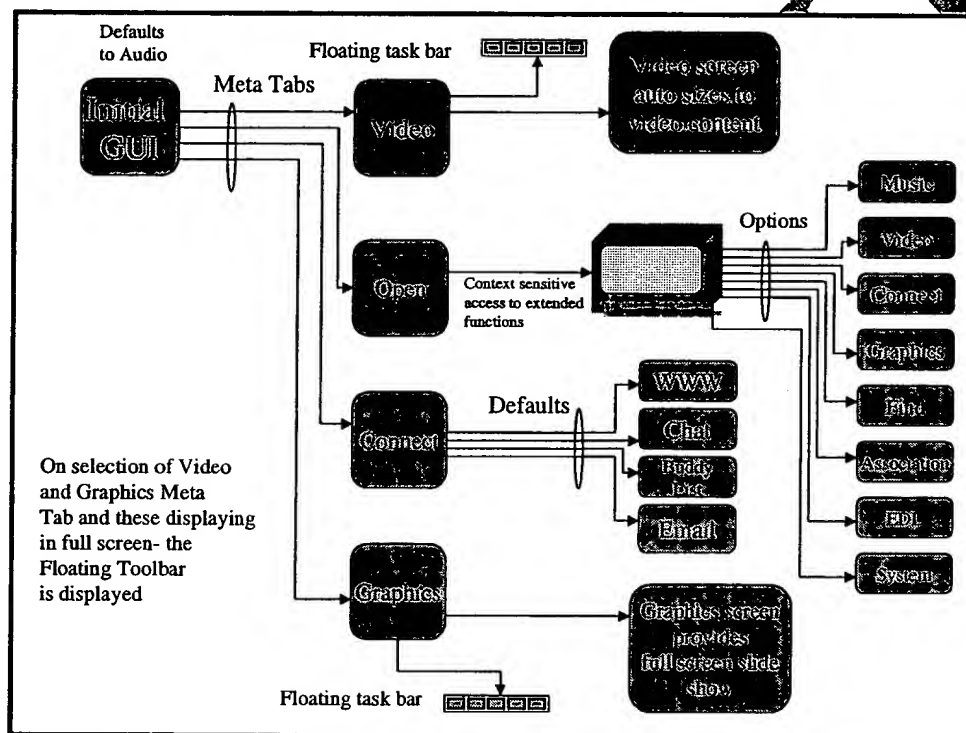 Defaults
to Audio
Initial
GUI
Meta Tabs
Floating task bar
Video
Video screen
auto sizes to
video content
Open
Context sensitive
access to extended
functions
Options
Music
Video
Connect
Graphics
Find
Association
EDL
System
Connect
Defaults
WWW
Chat
Buddy
List
Email
On selection of Video
and Graphics Meta
Tab and these displaying
in full screen- the
Floating Toolbar
is displayed
Graphics
Graphics screen
provides
full screen slide
show
Floating task bar